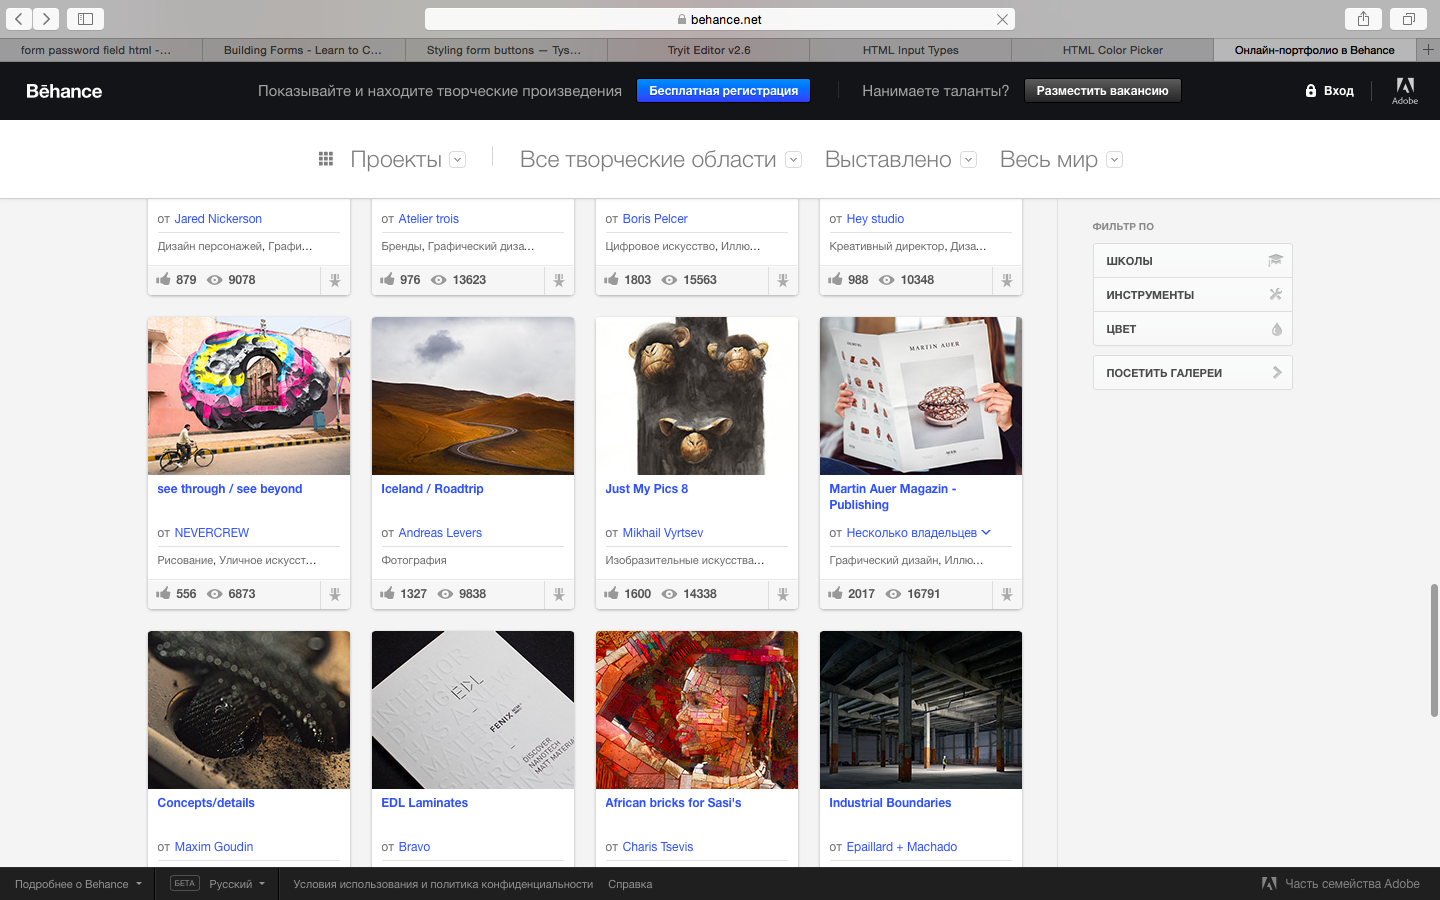 behance.net
form password field html -...
Building Forms - Learn to C...
Styling form buttons — Tys...
Tryit Editor v2.6
HTML Input Types
HTML Color Picker
Онлайн-портфолио в Behance
Bēhance
Показывайте и находите творческие произведения
Бесплатная регистрация
Нанимаете таланты?
Разместить вакансию
Вход
Adobe
Проекты
Все творческие области
Выставлено
Весь мир
от Jared Nickerson
от Atelier trois
от Boris Pelcer
от Hey studio
Дизайн персонажей, Графи...
Бренды, Графический диза...
Цифровое искусство, Иллю...
Креативный директор, Диза...
879 9078
976 13623
1803 15563
988 10348
ФИЛЬТР ПО
ШКОЛЫ
ИНСТРУМЕНТЫ
ЦВЕТ
ПОСЕТИТЬ ГАЛЕРЕИ
MARTIN AUER
see through / see beyond
Iceland / Roadtrip
Just My Pics 8
Martin Auer Magazin -
Publishing
от NEVERCREW
от Andreas Levers
от Mikhail Vyrtsev
от Несколько владельцев
Рисование, Уличное искусст...
Фотография
Изобразительные искусства...
Графический дизайн, Иллю...
556 6873
1327 9838
1600 14338
2017 16791
EDL
FENIX
DISCOVER
NANOTECH
MATT MATERIA
Concepts/details
EDL Laminates
African bricks for Sasi's
Industrial Boundaries
от Maxim Goudin
от Bravo
от Charis Tsevis
от Epaillard + Machado
Подробнее о Behance
БЕТА
Русский
Условия использования и политика конфиденциальности
Справка
Часть семейства Adobe